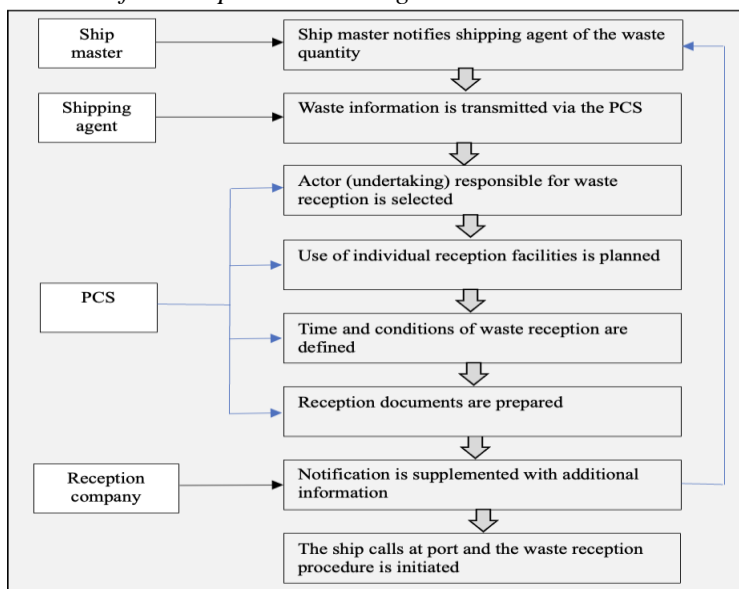 Ship
master
Ship master notifies shipping agent of the waste
quantity
Shipping
agent
Waste information is transmitted via the PCS
Actor (undertaking) responsible for waste
reception is selected
Use of individual reception facilities is planned
PCS
Time and conditions of waste reception are
defined
Reception documents are prepared
Reception
company
Notification is supplemented with additional
information
The ship calls at port and the waste reception
procedure is initiated